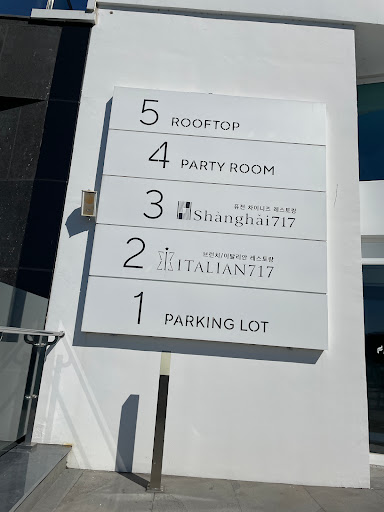 5 ROOFTOP
4 PARTY ROOM
퓨전 차이니즈 레스토랑
3 Shànghǎi717
브런치/이탈리안 레스토랑
2 ITALIAN717
1 PARKING LOT